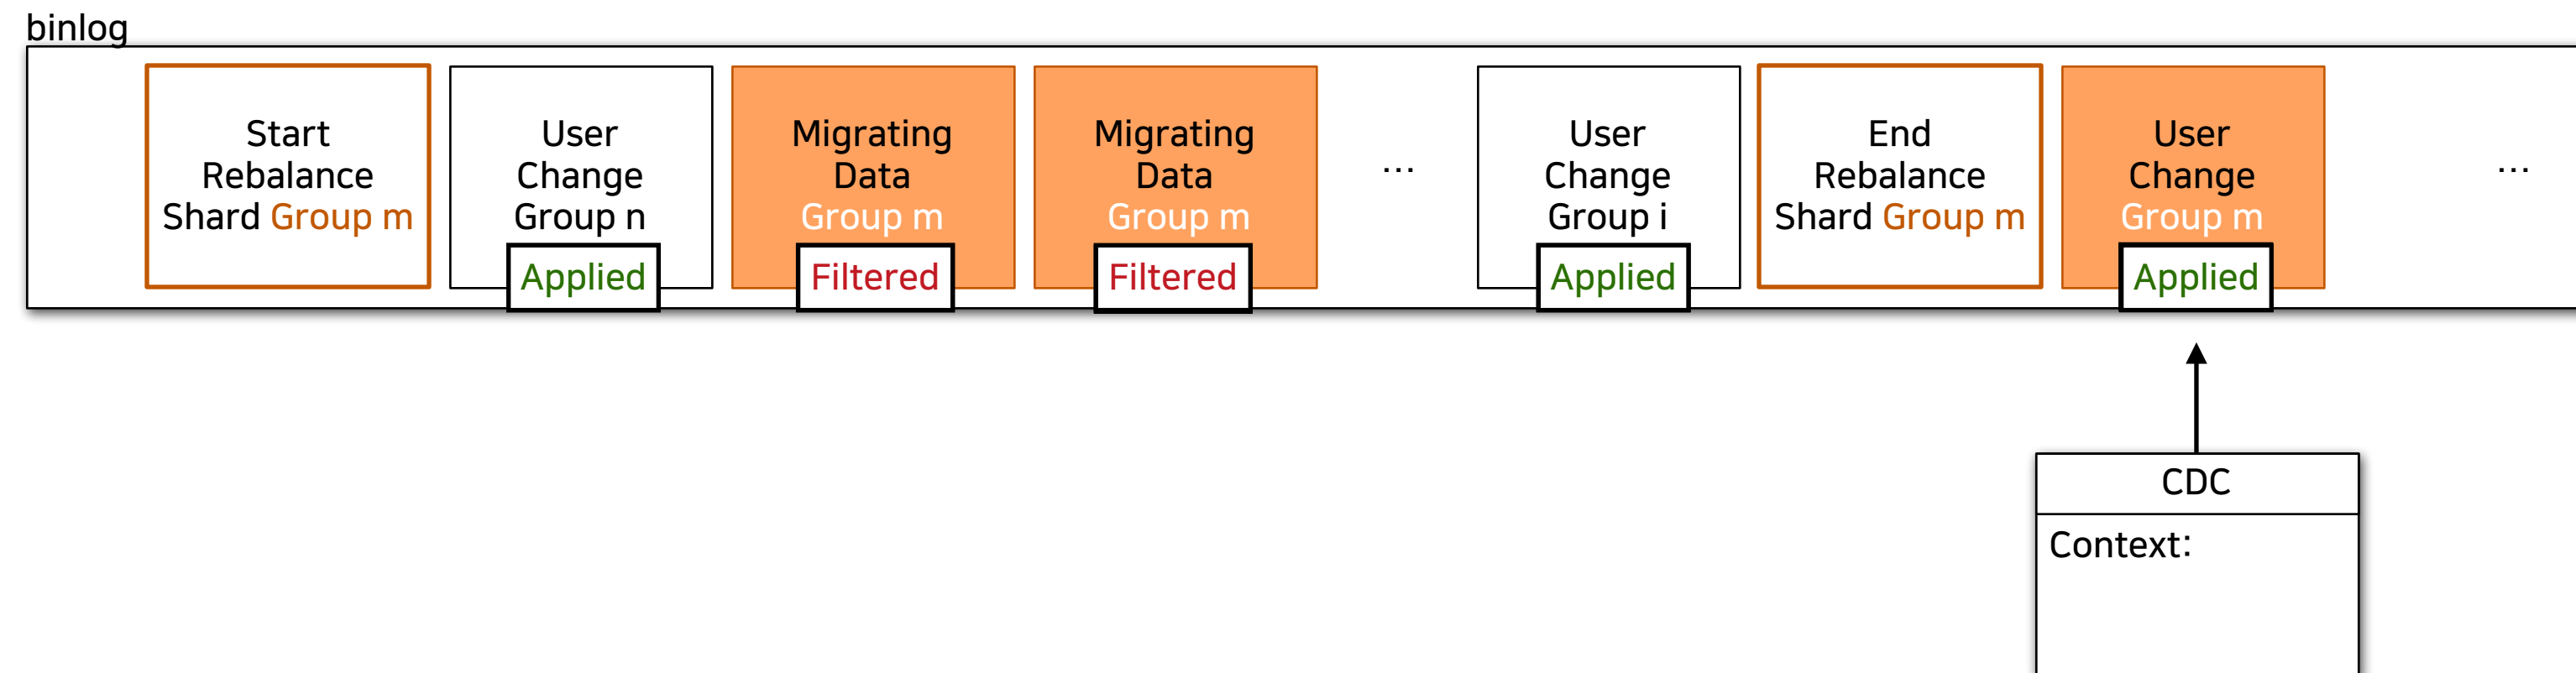 binlog
Start
Rebalance
Shard Group m
User
Change
Group n
Applied
Migrating
Data
Group m
Filtered
Migrating
Data
Group m
Filtered
...
User
Change
Group i
Applied
End
Rebalance
Shard Group m
User
Change
Group m
Applied
...
CDC
Context: